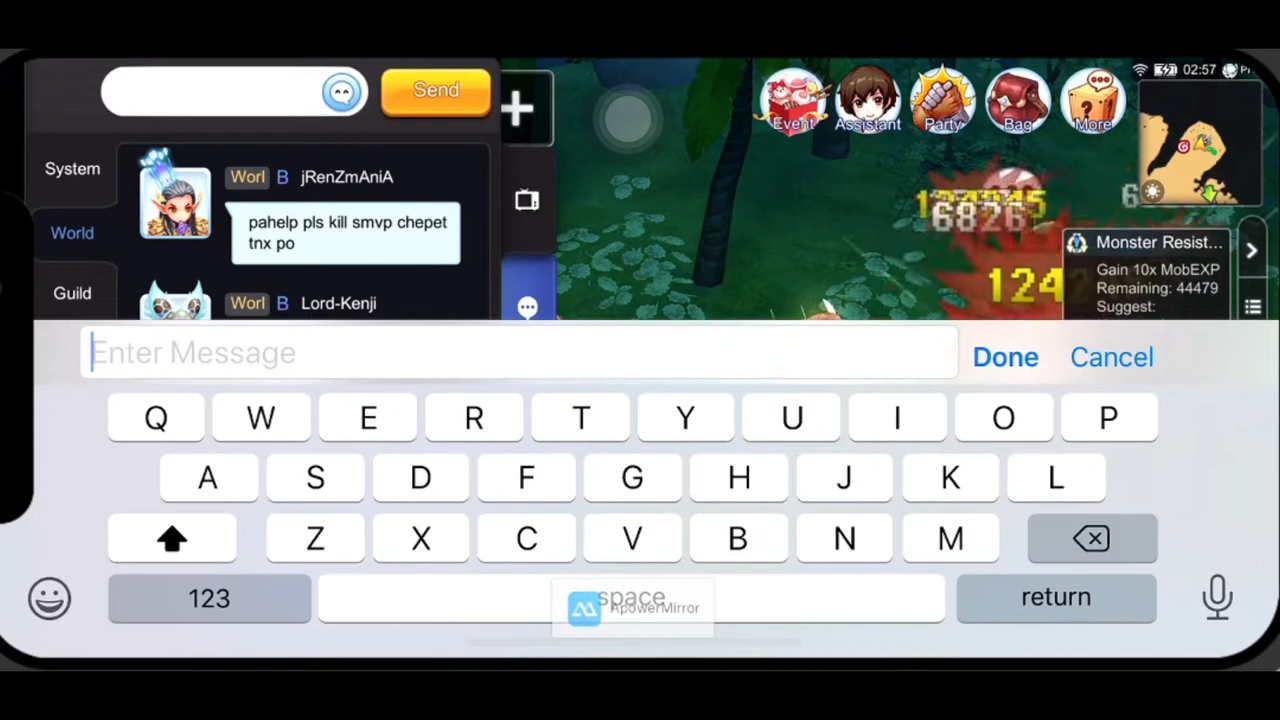 Send
System
World
Guild
Worl B jRenZmAniA
pahelp pls kill smvp chepet
tnx po
Worl B Lord-Kenji
Event
Assistant
Party
Bag
More
02:57
6826
Monster Resist...
Gain 10x MobEXP
Remaining: 44479
Suggest:
Enter Message
Done
Cancel
Q W E R T Y U I O P
A S D F G H J K L
Z X C V B N M
123
space
return
ApowerMirror